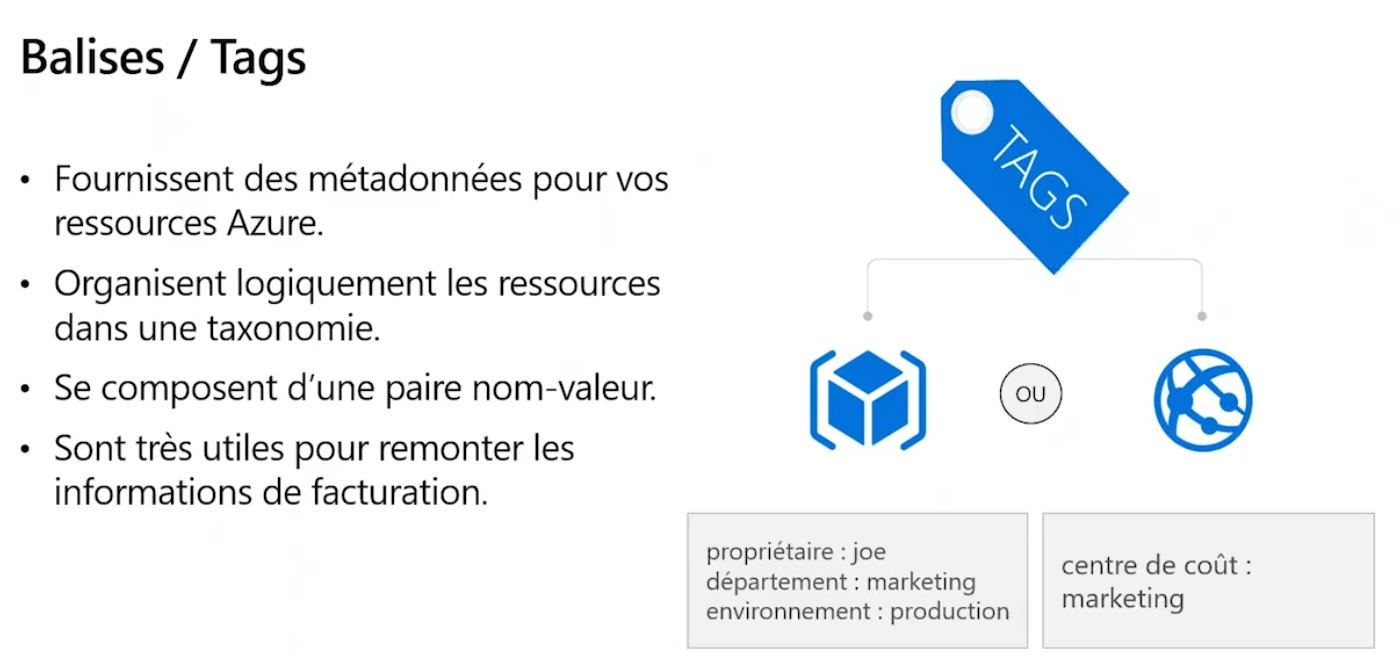 Balises / Tags
• Fournissent des métadonnées pour vos
ressources Azure.
• Organisent logiquement les ressources
dans une taxonomie.
• Se composent d’une paire nom-valeur.
• Sont très utiles pour remonter les
informations de facturation.
TAGS
OU
propriétaire : joe
département : marketing
environnement : production
centre de coût :
marketing